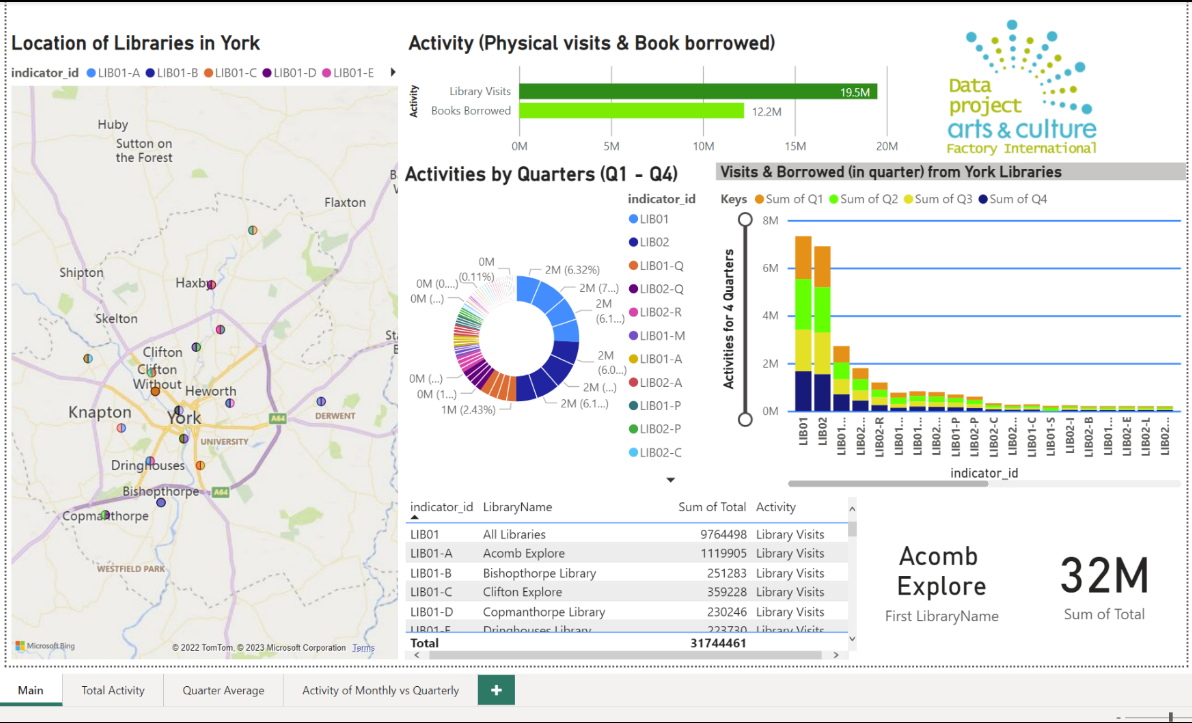 Location of Libraries in York
indicator_id LIB01-A LIB01-B LIB01-C LIB01-D LIB01-E
Huby
Sutton on
the Forest
Flaxton
Shipton
Haxby
Skelton
Clifton
Clifton
Without
Heworth
Knapton
York
A64
DERWENT
UNIVERSITY
Dringhouses
A64
Bishopthorpe
Copmanthorpe
WESTFIELD PARK
Microsoft Bing
© 2022 TomTom, © 2023 Microsoft Corporation Terms
Activity (Physical visits & Book borrowed)
Activity
Library Visits 19.5M
Books Borrowed 12.2M
0M 5M 10M 15M 20M
Data
project
arts & culture
Factory International
Activities by Quarters (Q1 - Q4)
indicator_id
LIB01
LIB02
LIB01-Q
LIB02-Q
LIB02-R
LIB01-M
LIB01-A
LIB02-A
LIB01-P
LIB02-P
LIB02-C
0M
(0.11%)
0M (0....)
0M (...)
2M (6.32%)
2M (7...)
2M
(6.1...)
2M
(6.0...)
2M (...)
2M (6.1...)
1M (2.43%)
0M (1...)
0M (...)
Visits & Borrowed (in quarter) from York Libraries
Keys Sum of Q1 Sum of Q2 Sum of Q3 Sum of Q4
Activities for 4 Quarters
8M
6M
4M
2M
0M
LIB01 LIB02 LIB01... LIB02... LIB02-R LIB01... LIB01... LIB02... LIB01-P LIB02-P LIB02-C LIB02... LIB01-C LIB01-S LIB02-I LIB02-B LIB01... LIB02-E LIB02-L LIB02...
indicator_id
indicator_id LibraryName Sum of Total Activity
LIB01 All Libraries 9764498 Library Visits
LIB01-A Acomb Explore 1119905 Library Visits
LIB01-B Bishopthorpe Library 251283 Library Visits
LIB01-C Clifton Explore 359228 Library Visits
LIB01-D Copmanthorpe Library 230246 Library Visits
LIB01-E Dringhouses Library 223730 Library Visits
Total 31744461
Acomb
Explore
First LibraryName
32M
Sum of Total
Main Total Activity Quarter Average Activity of Monthly vs Quarterly +